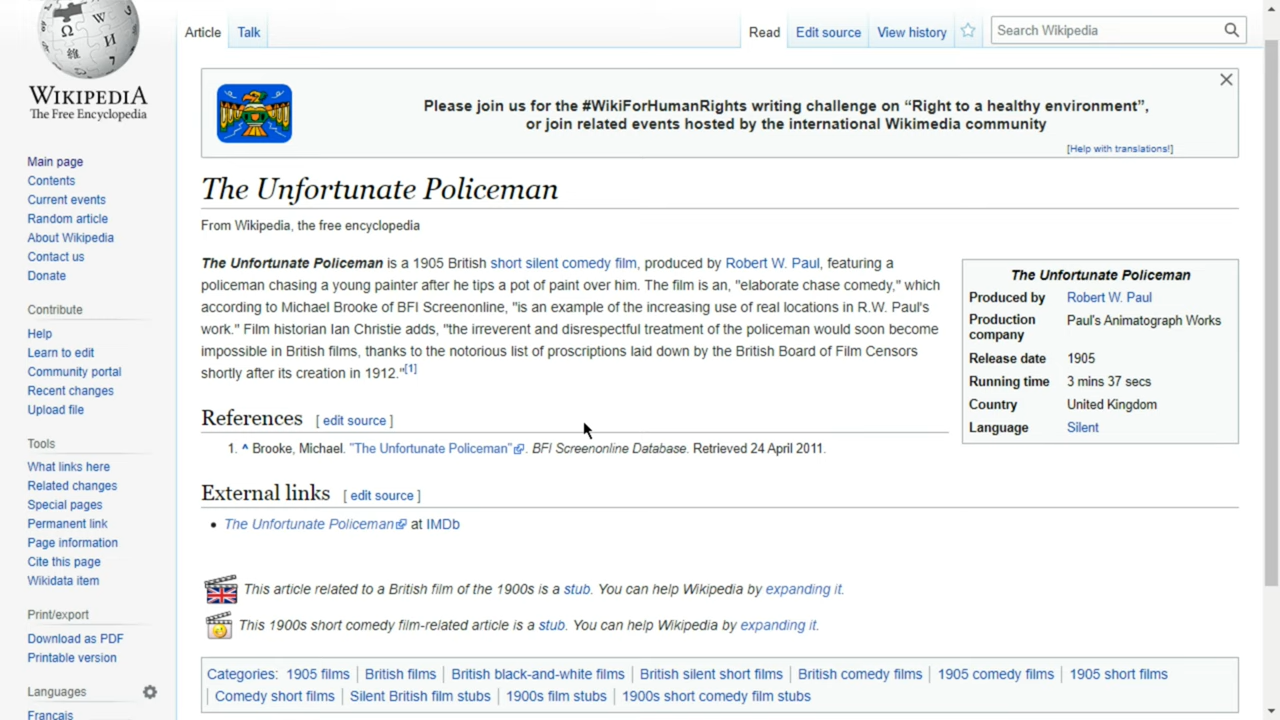 Article
Talk
Read
Edit source
View history
Search Wikipedia
WIKIPEDIA
The Free Encyclopedia
Main page
Contents
Current events
Random article
About Wikipedia
Contact us
Donate
Contribute
Help
Learn to edit
Community portal
Recent changes
Upload file
Tools
What links here
Related changes
Special pages
Permanent link
Page information
Cite this page
Wikidata item
Print/export
Download as PDF
Printable version
Languages
Français
Please join us for the #WikiForHumanRights writing challenge on “Right to a healthy environment”,
or join related events hosted by the international Wikimedia community
[Help with translations!]
The Unfortunate Policeman
From Wikipedia, the free encyclopedia
The Unfortunate Policeman is a 1905 British short silent comedy film, produced by Robert W. Paul, featuring a
policeman chasing a young painter after he tips a pot of paint over him. The film is an, "elaborate chase comedy," which
according to Michael Brooke of BFI Screenonline, "is an example of the increasing use of real locations in R.W. Paul's
work." Film historian Ian Christie adds, "the irreverent and disrespectful treatment of the policeman would soon become
impossible in British films, thanks to the notorious list of proscriptions laid down by the British Board of Film Censors
shortly after its creation in 1912."[1]
The Unfortunate Policeman
Produced by Robert W. Paul
Production Paul's Animatograph Works
company
Release date 1905
Running time 3 mins 37 secs
Country United Kingdom
Language Silent
References [ edit source ]
1. ^ Brooke, Michael. "The Unfortunate Policeman". BFI Screenonline Database. Retrieved 24 April 2011.
External links [ edit source ]
• The Unfortunate Policeman at IMDb
This article related to a British film of the 1900s is a stub. You can help Wikipedia by expanding it.
This 1900s short comedy film-related article is a stub. You can help Wikipedia by expanding it.
Categories: 1905 films | British films | British black-and-white films | British silent short films | British comedy films | 1905 comedy films | 1905 short films
| Comedy short films | Silent British film stubs | 1900s film stubs | 1900s short comedy film stubs